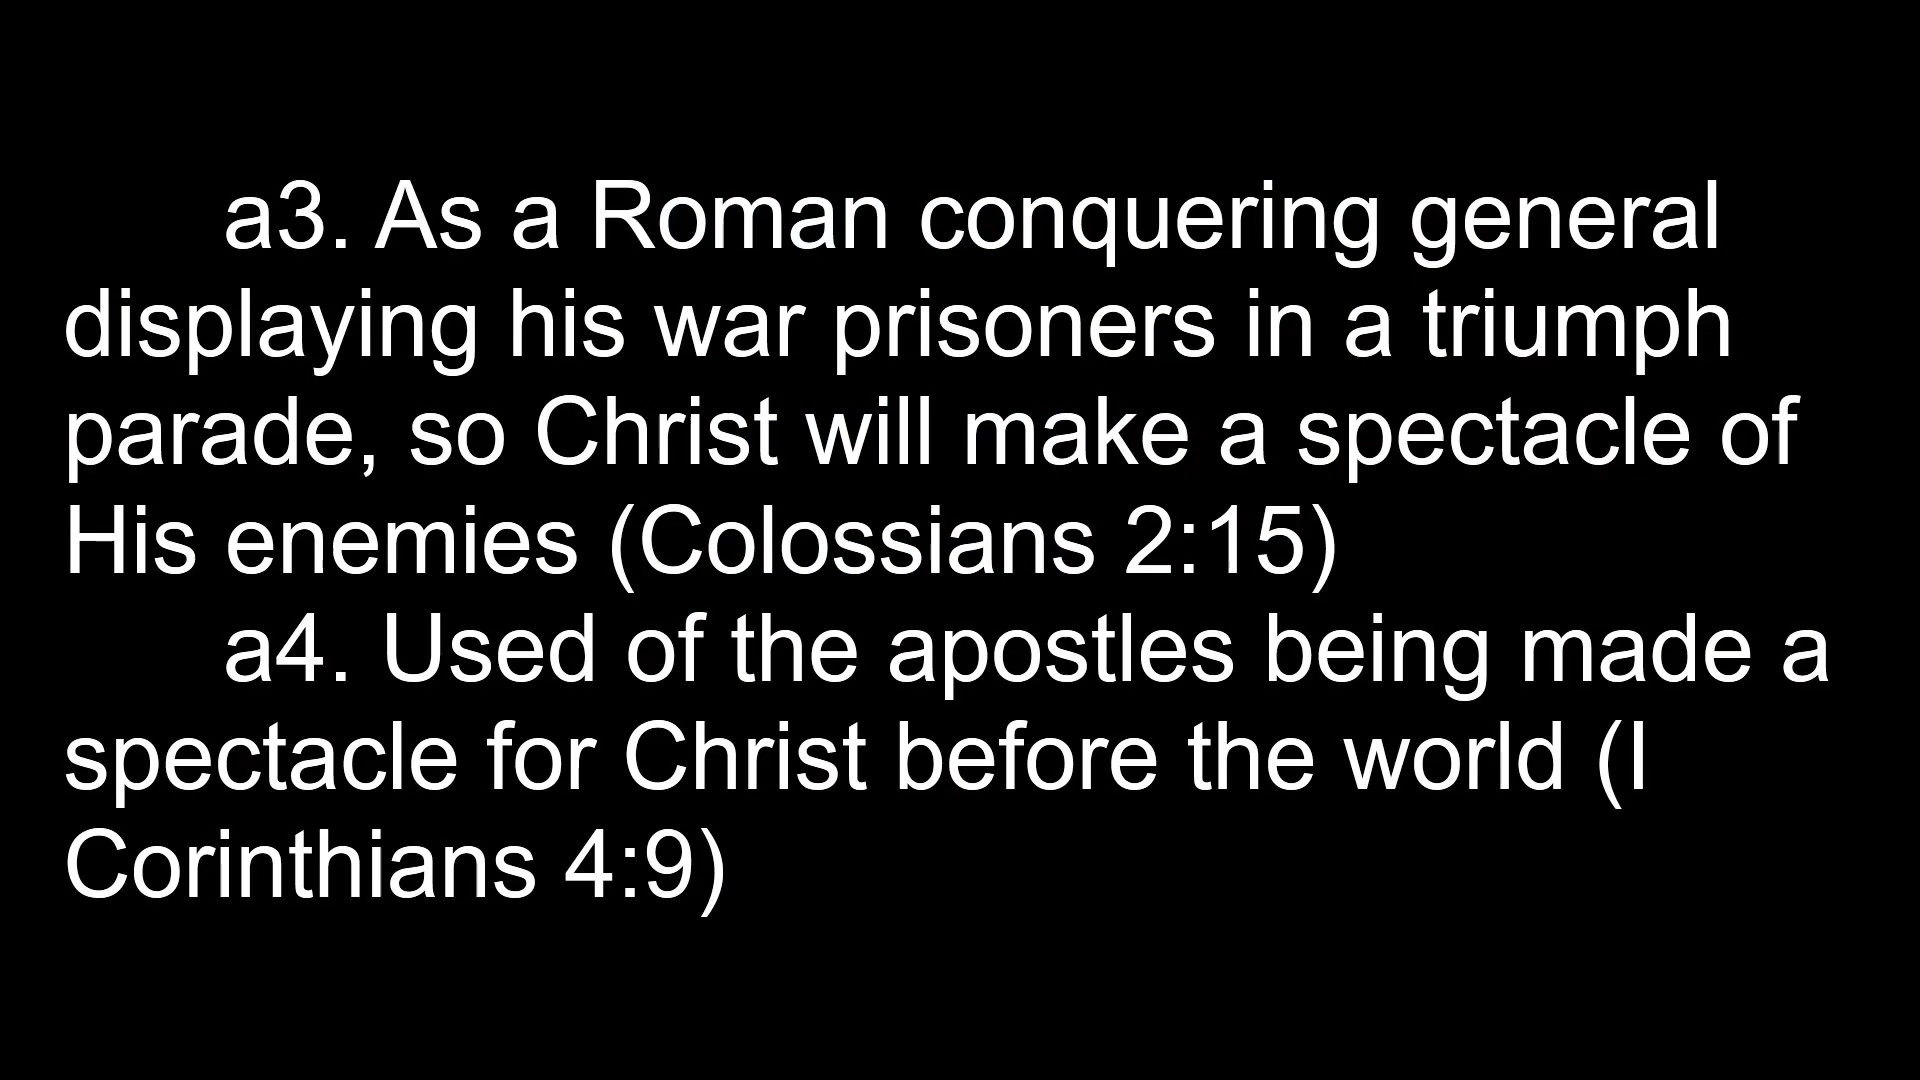 a3. As a Roman conquering general
displaying his war prisoners in a triumph
parade, so Christ will make a spectacle of
His enemies (Colossians 2:15)
a4. Used of the apostles being made a
spectacle for Christ before the world (I
Corinthians 4:9)